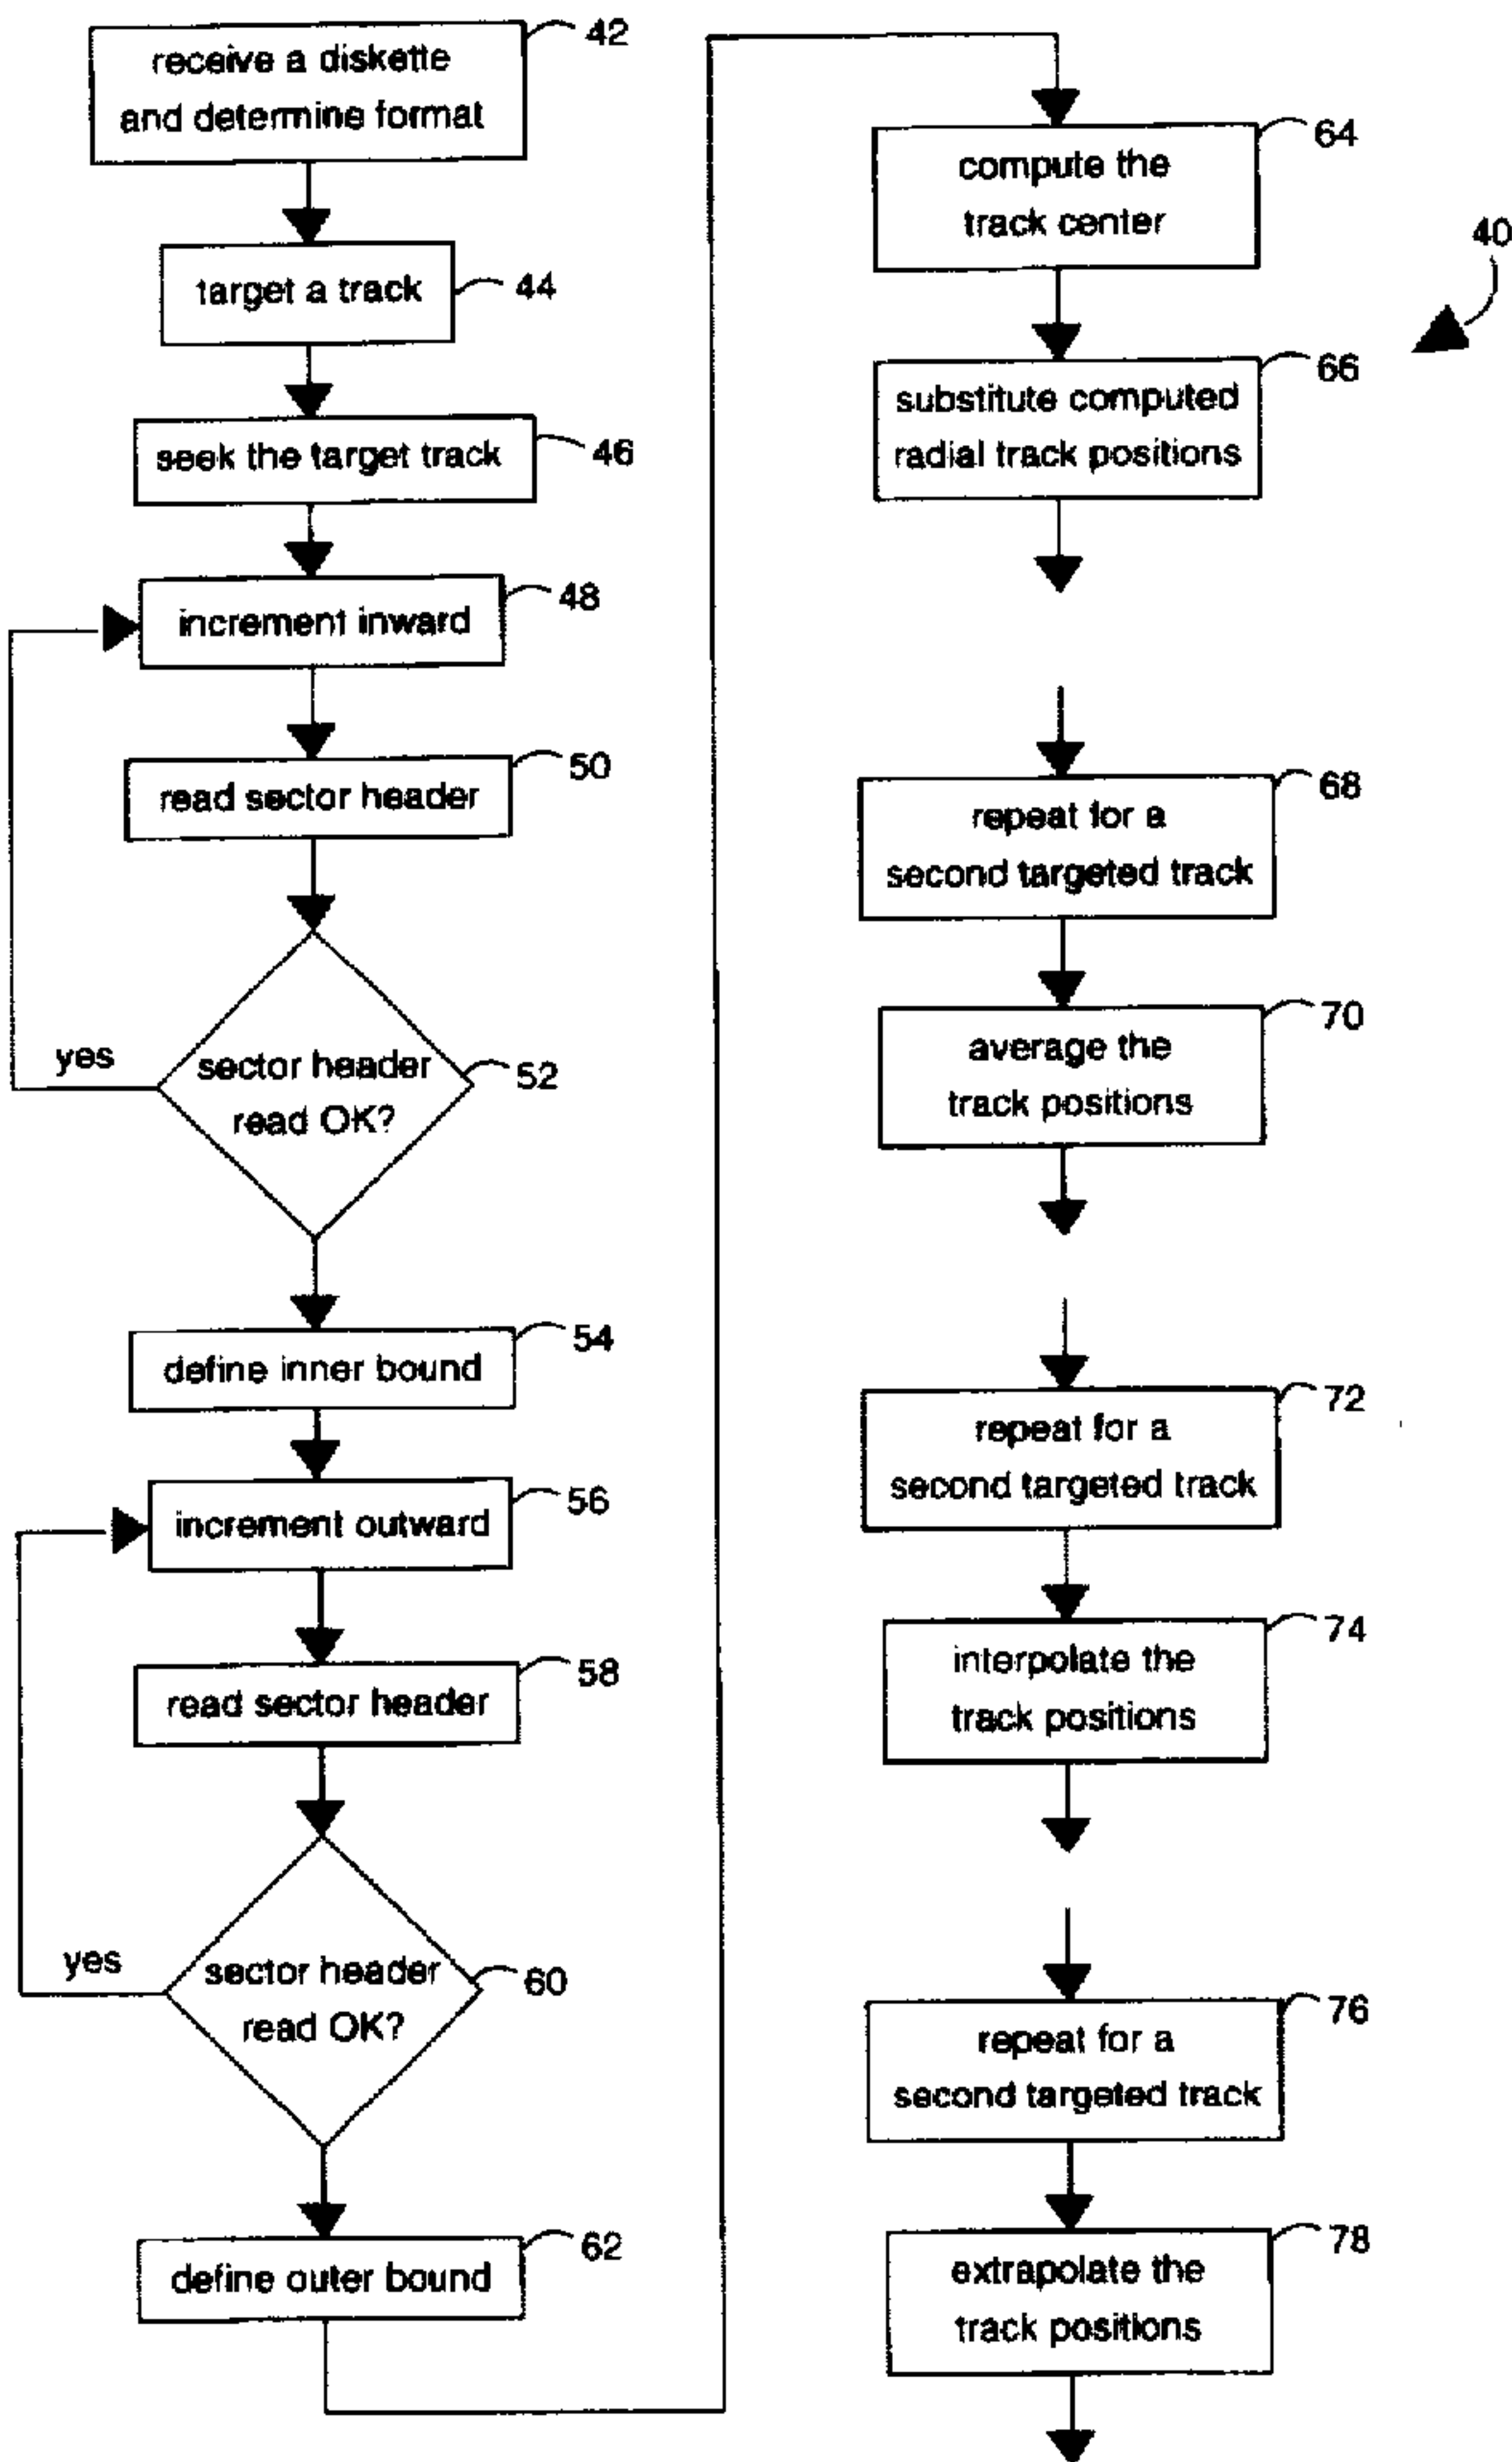 receive a diskette
and determine format
42
target a track
44
seek the target track
46
increment inward
48
read sector header
50
sector header
read OK?
52
yes
define inner bound
54
increment outward
56
read sector header
58
sector header
read OK?
60
yes
define outer bound
62
compute the
track center
64
40
substitute computed
radial track positions
66
repeat for a
second targeted track
68
average the
track positions
70
repeat for a
second targeted track
72
interpolate the
track positions
74
repeat for a
second targeted track
76
extrapolate the
track positions
78